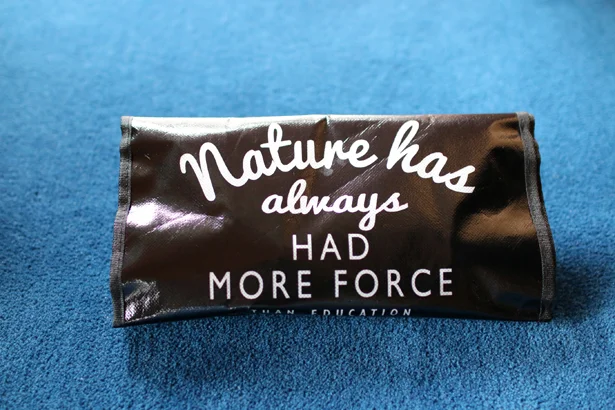 Nature has
always
HAD
MORE FORCE
THAN EDUCATION